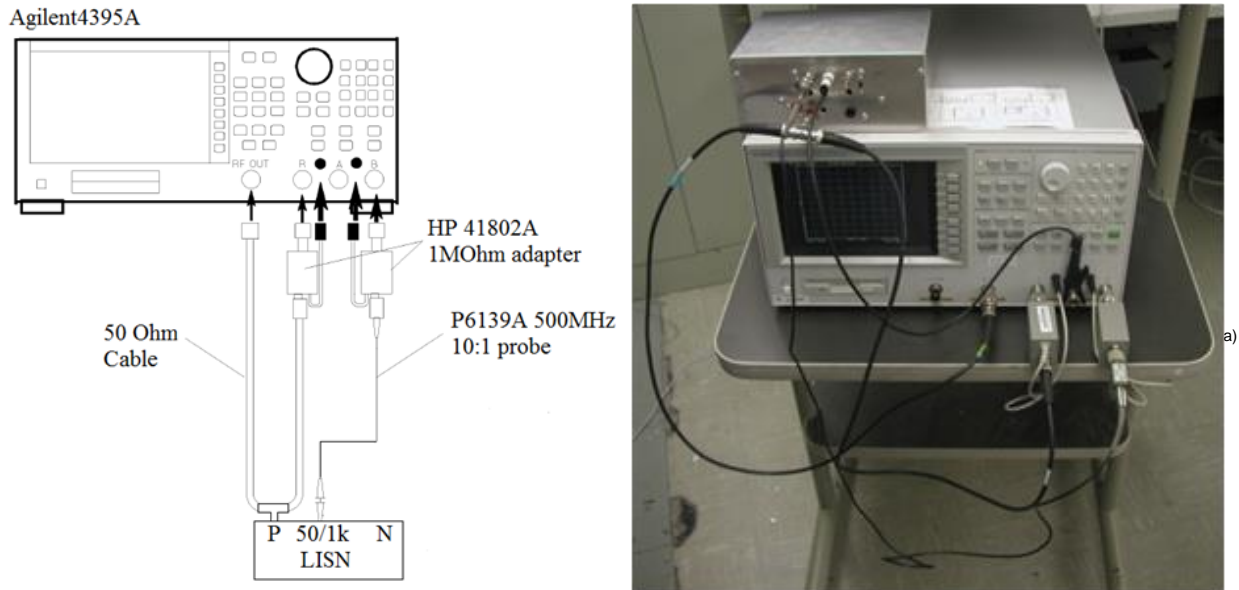 Agilent4395A
RF OUT
R
A
B
HP 41802A
1MOhm adapter
50 Ohm
Cable
P6139A 500MHz
10:1 probe
P 50/1k N
LISN
a)